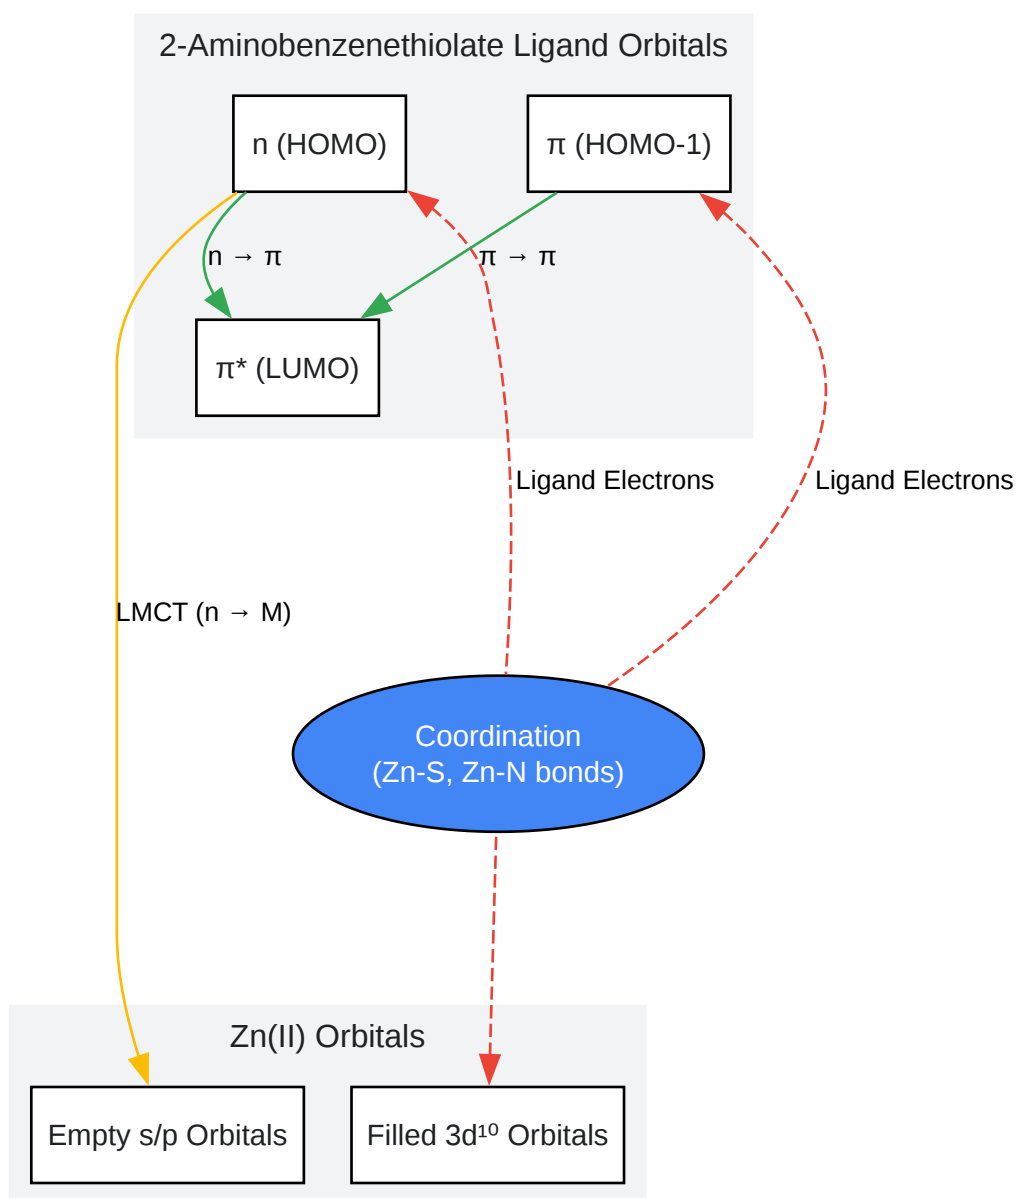 2-Aminobenzenethiolate Ligand Orbitals
n (HOMO)
π (HOMO-1)
n → π
π → π
π* (LUMO)
Ligand Electrons
Ligand Electrons
LMCT (n → M)
Coordination
(Zn-S, Zn-N bonds)
Zn(II) Orbitals
Empty s/p Orbitals
Filled 3d¹⁰ Orbitals